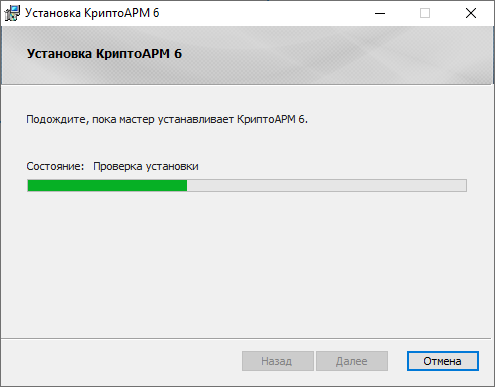 Установка КриптоАРМ 6
Установка КриптоАРМ 6
Подождите, пока мастер устанавливает КриптоАРМ 6.
Состояние: Проверка установки
Назад Далее Отмена